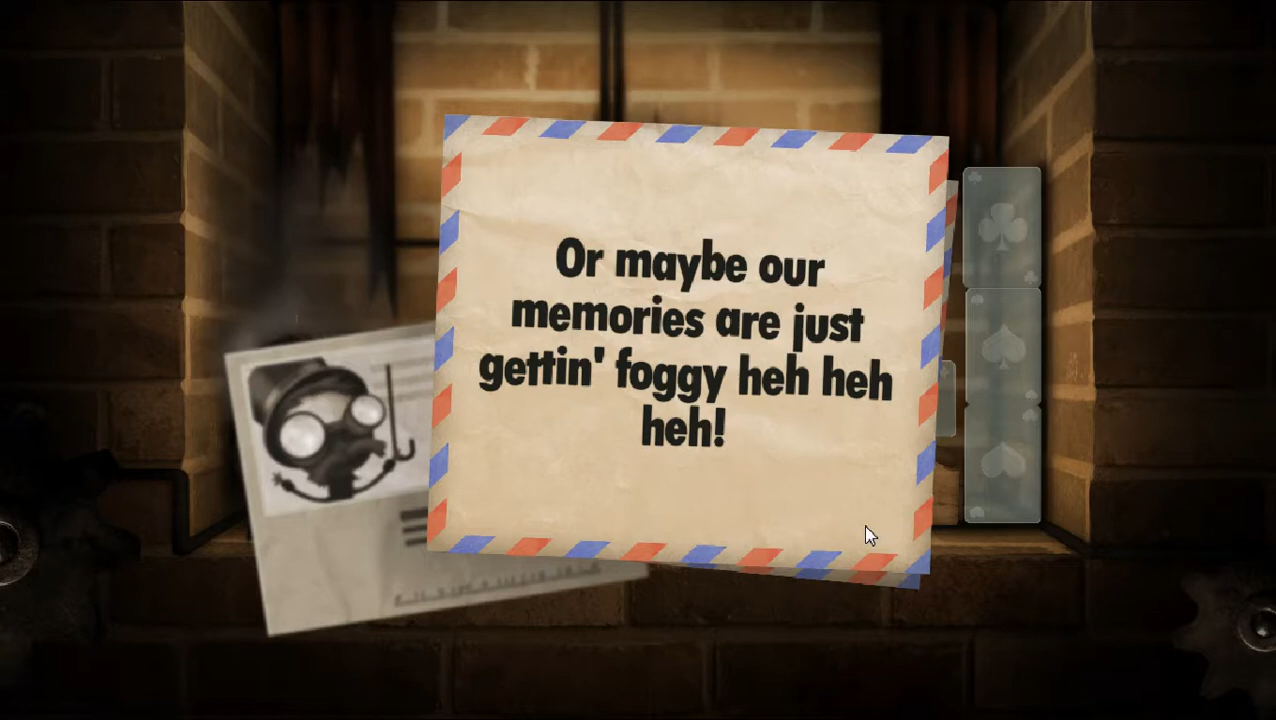 Or maybe our
memories are just
gettin' foggy heh heh
heh!